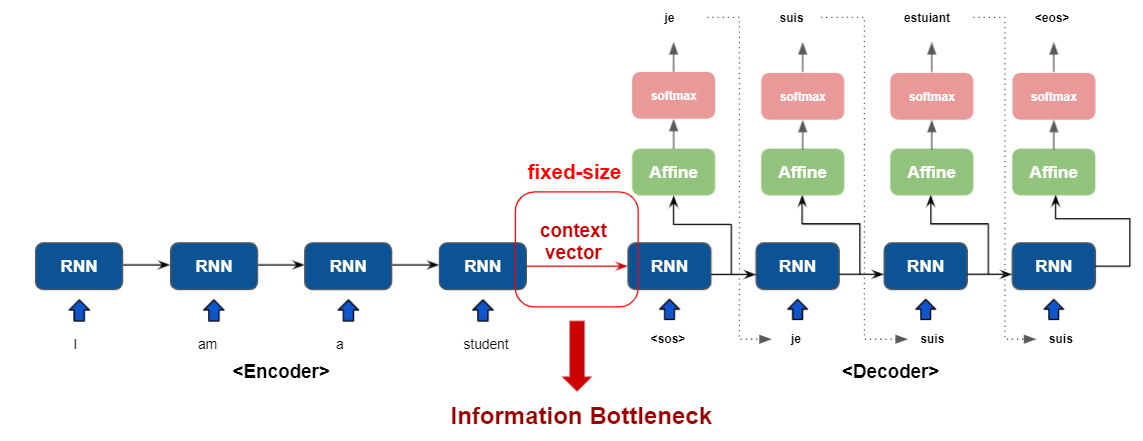 je suis estuiant <eos>
softmax softmax softmax softmax
fixed-size
Affine Affine Affine Affine
context
vector
RNN RNN RNN RNN RNN RNN RNN RNN
I am a student <sos> je suis suis
<Encoder> <Decoder>
Information Bottleneck